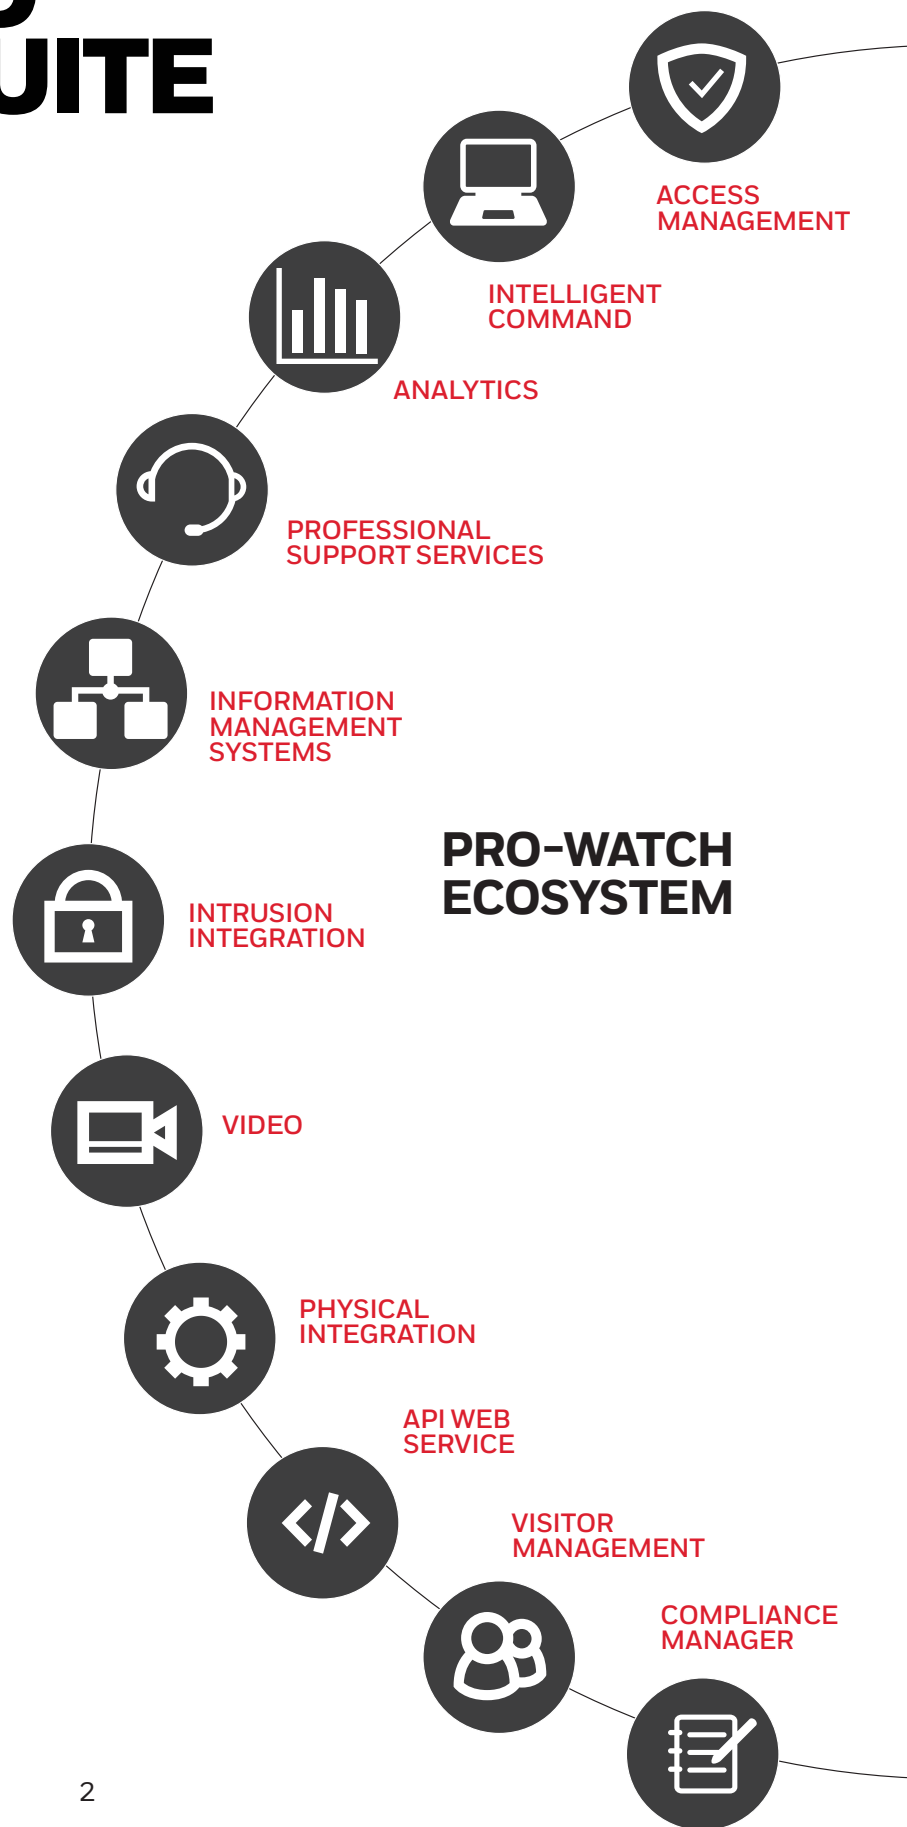 UITE
ACCESS
MANAGEMENT
INTELLIGENT
COMMAND
ANALYTICS
PROFESSIONAL
SUPPORT SERVICES
INFORMATION
MANAGEMENT
SYSTEMS
PRO-WATCH
ECOSYSTEM
INTRUSION
INTEGRATION
VIDEO
PHYSICAL
INTEGRATION
API WEB
SERVICE
VISITOR
MANAGEMENT
COMPLIANCE
MANAGER
2